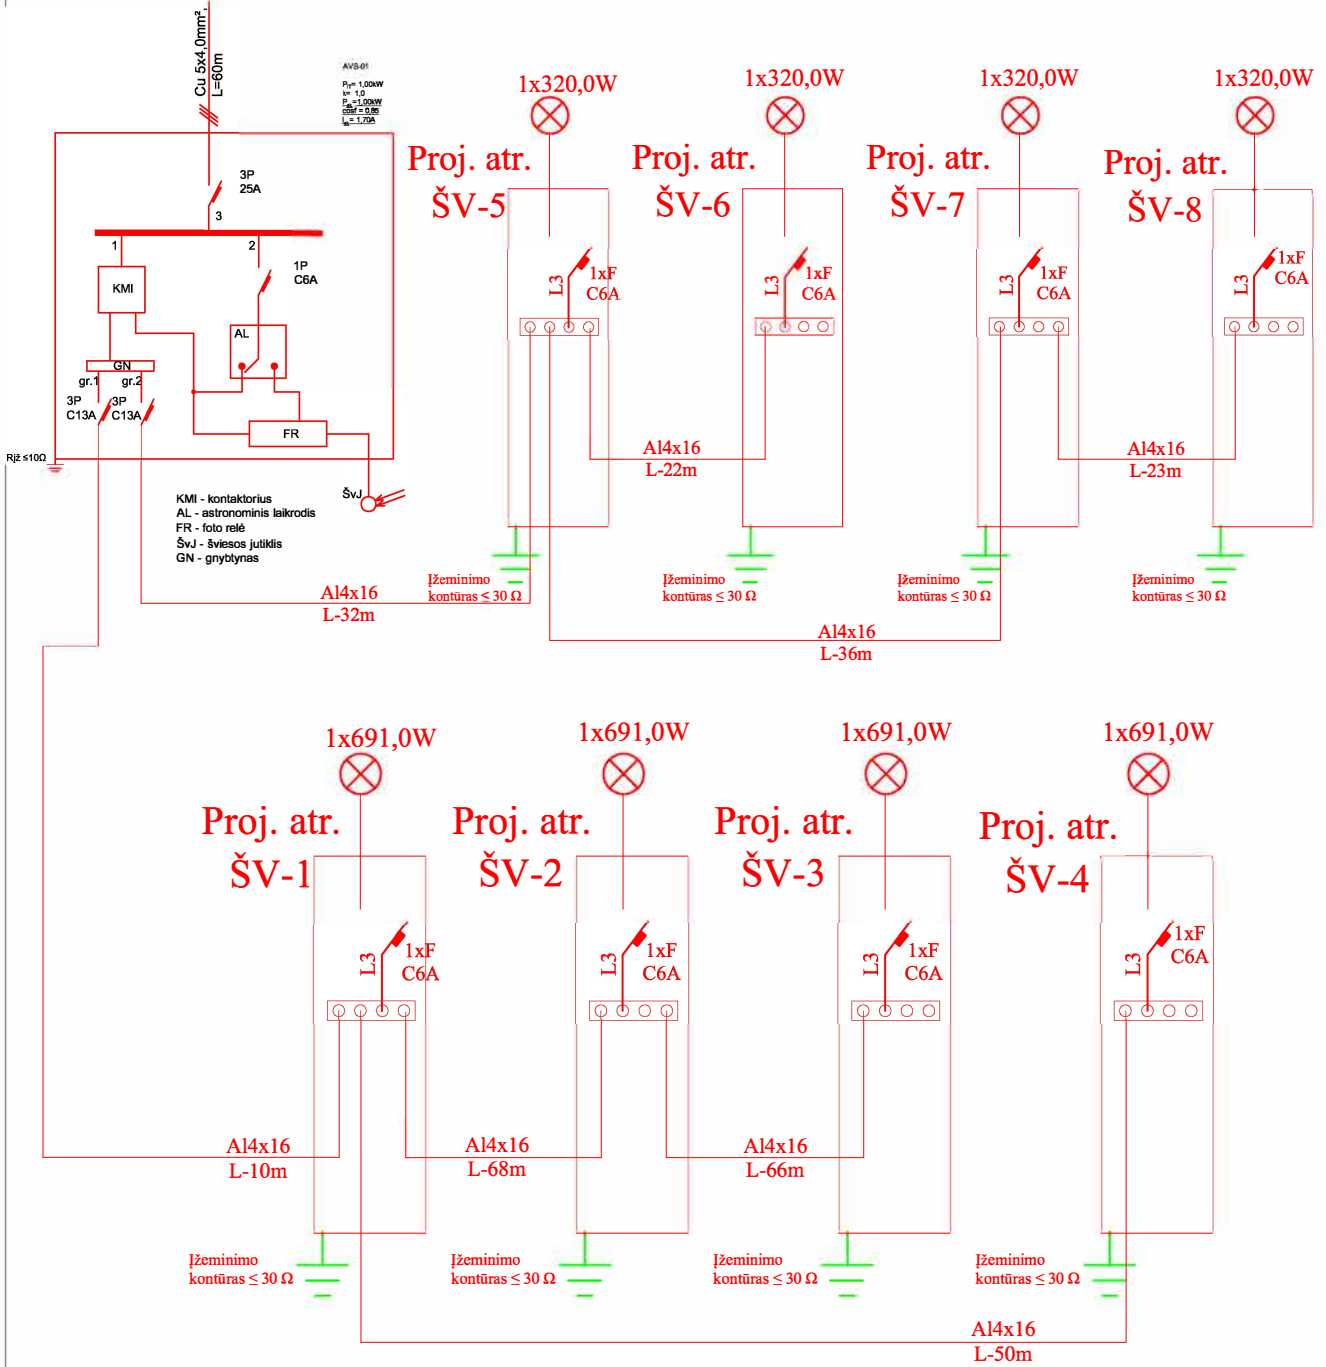 Cu 5x4,0mm²,
L=60m
AVS-01
k= 1,0
3P
25A
3
1
2
1P
C6A
KMI
AL
GN
gr.1
gr.2
3P
C13A
3P
C13A
FR
Rįž ≤10Ω
ŠvJ
KMI - kontaktorius
AL - astronominis laikrodis
FR - foto relė
ŠvJ - šviesos jutiklis
GN - gnybtynas
1x320,0W
Proj. atr.
ŠV-5
L3
1xF
C6A
1x320,0W
Proj. atr.
ŠV-6
L3
1xF
C6A
1x320,0W
Proj. atr.
ŠV-7
L3
1xF
C6A
1x320,0W
Proj. atr.
ŠV-8
L3
1xF
C6A
Al4x16
L-22m
Al4x16
L-23m
Įžeminimo
kontūras ≤ 30 Ω
Įžeminimo
kontūras ≤ 30 Ω
Įžeminimo
kontūras ≤ 30 Ω
Įžeminimo
kontūras ≤ 30 Ω
Al4x16
L-32m
Al4x16
L-36m
1x691,0W
Proj. atr.
ŠV-1
L3
1xF
C6A
1x691,0W
Proj. atr.
ŠV-2
L3
1xF
C6A
1x691,0W
Proj. atr.
ŠV-3
L3
1xF
C6A
1x691,0W
Proj. atr.
ŠV-4
L3
1xF
C6A
Al4x16
L-10m
Al4x16
L-68m
Al4x16
L-66m
Įžeminimo
kontūras ≤ 30 Ω
Įžeminimo
kontūras ≤ 30 Ω
Įžeminimo
kontūras ≤ 30 Ω
Įžeminimo
kontūras ≤ 30 Ω
Al4x16
L-50m